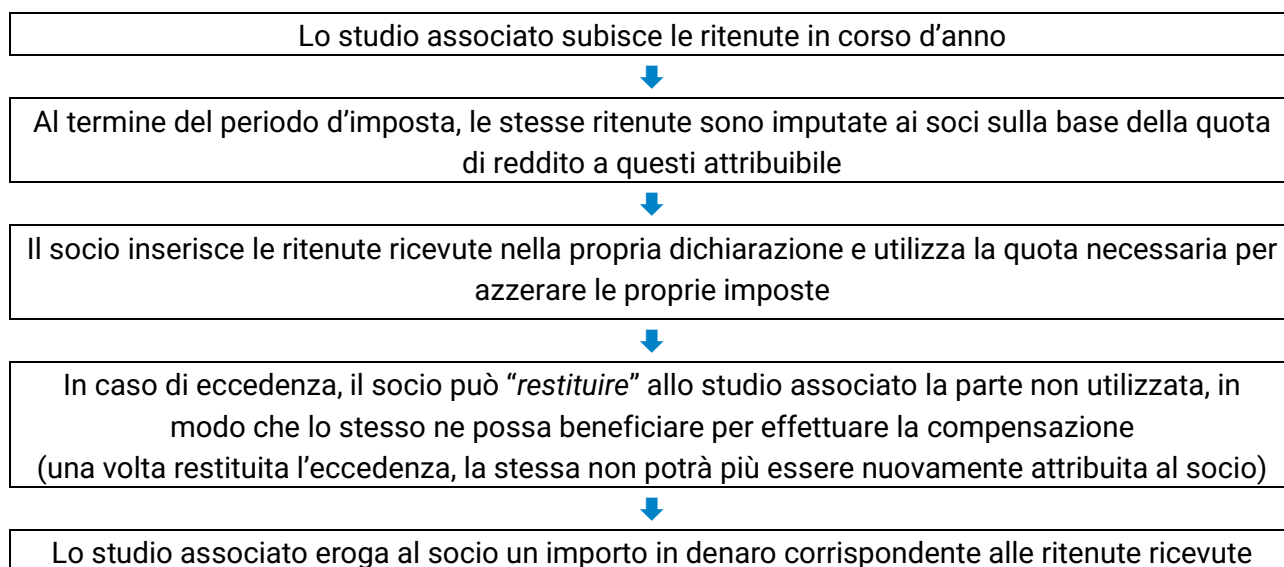 Lo studio associato subisce le ritenute in corso d’anno
Al termine del periodo d’imposta, le stesse ritenute sono imputate ai soci sulla base della quota
di reddito a questi attribuibile
Il socio inserisce le ritenute ricevute nella propria dichiarazione e utilizza la quota necessaria per
azzerare le proprie imposte
In caso di eccedenza, il socio può “restituire” allo studio associato la parte non utilizzata, in
modo che lo stesso ne possa beneficiare per effettuare la compensazione
(una volta restituita l’eccedenza, la stessa non potrà più essere nuovamente attribuita al socio)
Lo studio associato eroga al socio un importo in denaro corrispondente alle ritenute ricevute